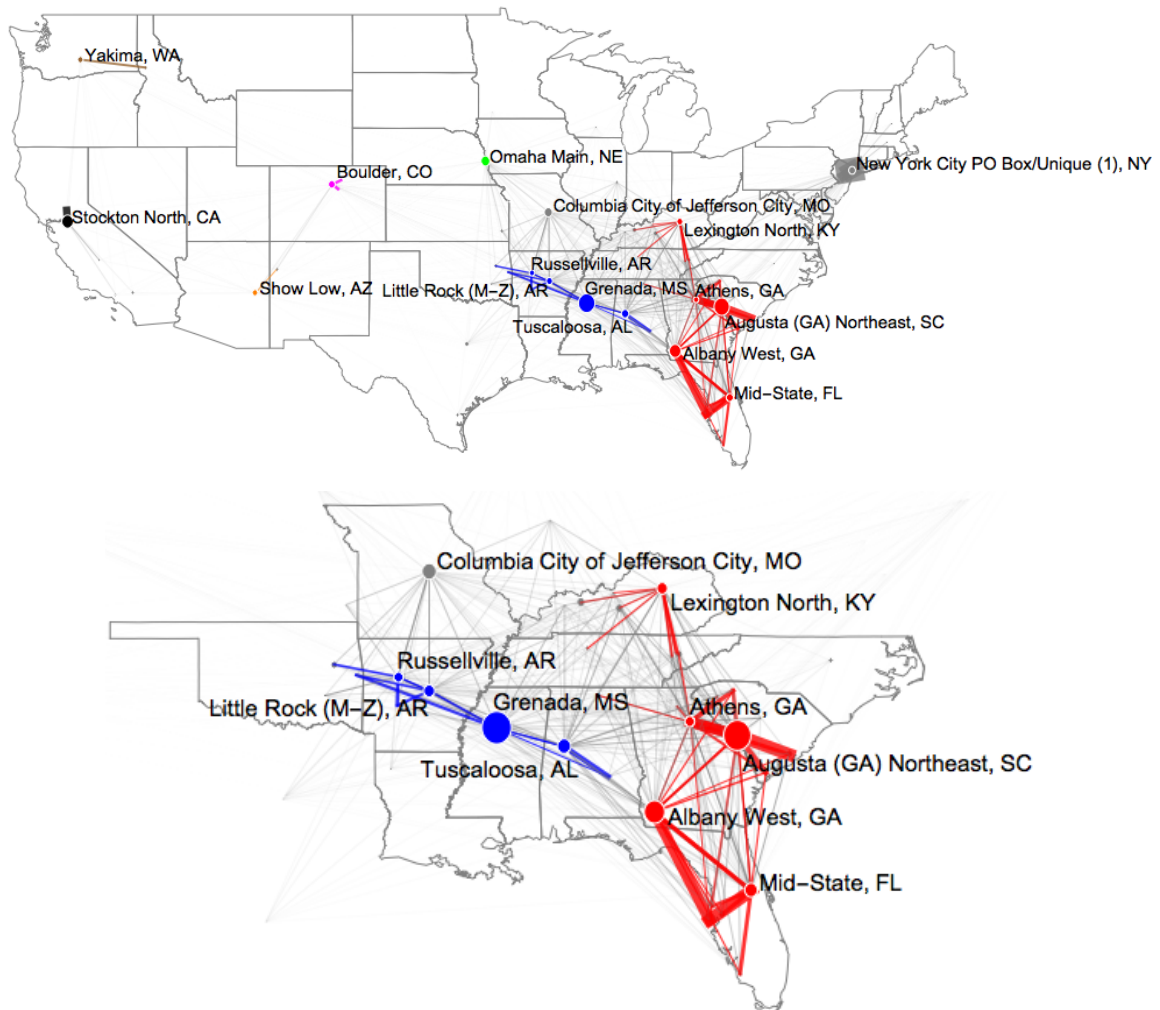 Yakima, WA
Omaha Main, NE
New York City PO Box/Unique (1), NY
Boulder, CO
Stockton North, CA
Columbia City of Jefferson City, MO
Lexington North, KY
Russellville, AR
Show Low, AZ
Little Rock (M−Z), AR
Grenada, MS
Athens, GA
Tuscaloosa, AL
Augusta (GA) Northeast, SC
Albany West, GA
Mid−State, FL
Columbia City of Jefferson City, MO
Lexington North, KY
Russellville, AR
Little Rock (M−Z), AR
Grenada, MS
Athens, GA
Tuscaloosa, AL
Augusta (GA) Northeast, SC
Albany West, GA
Mid−State, FL